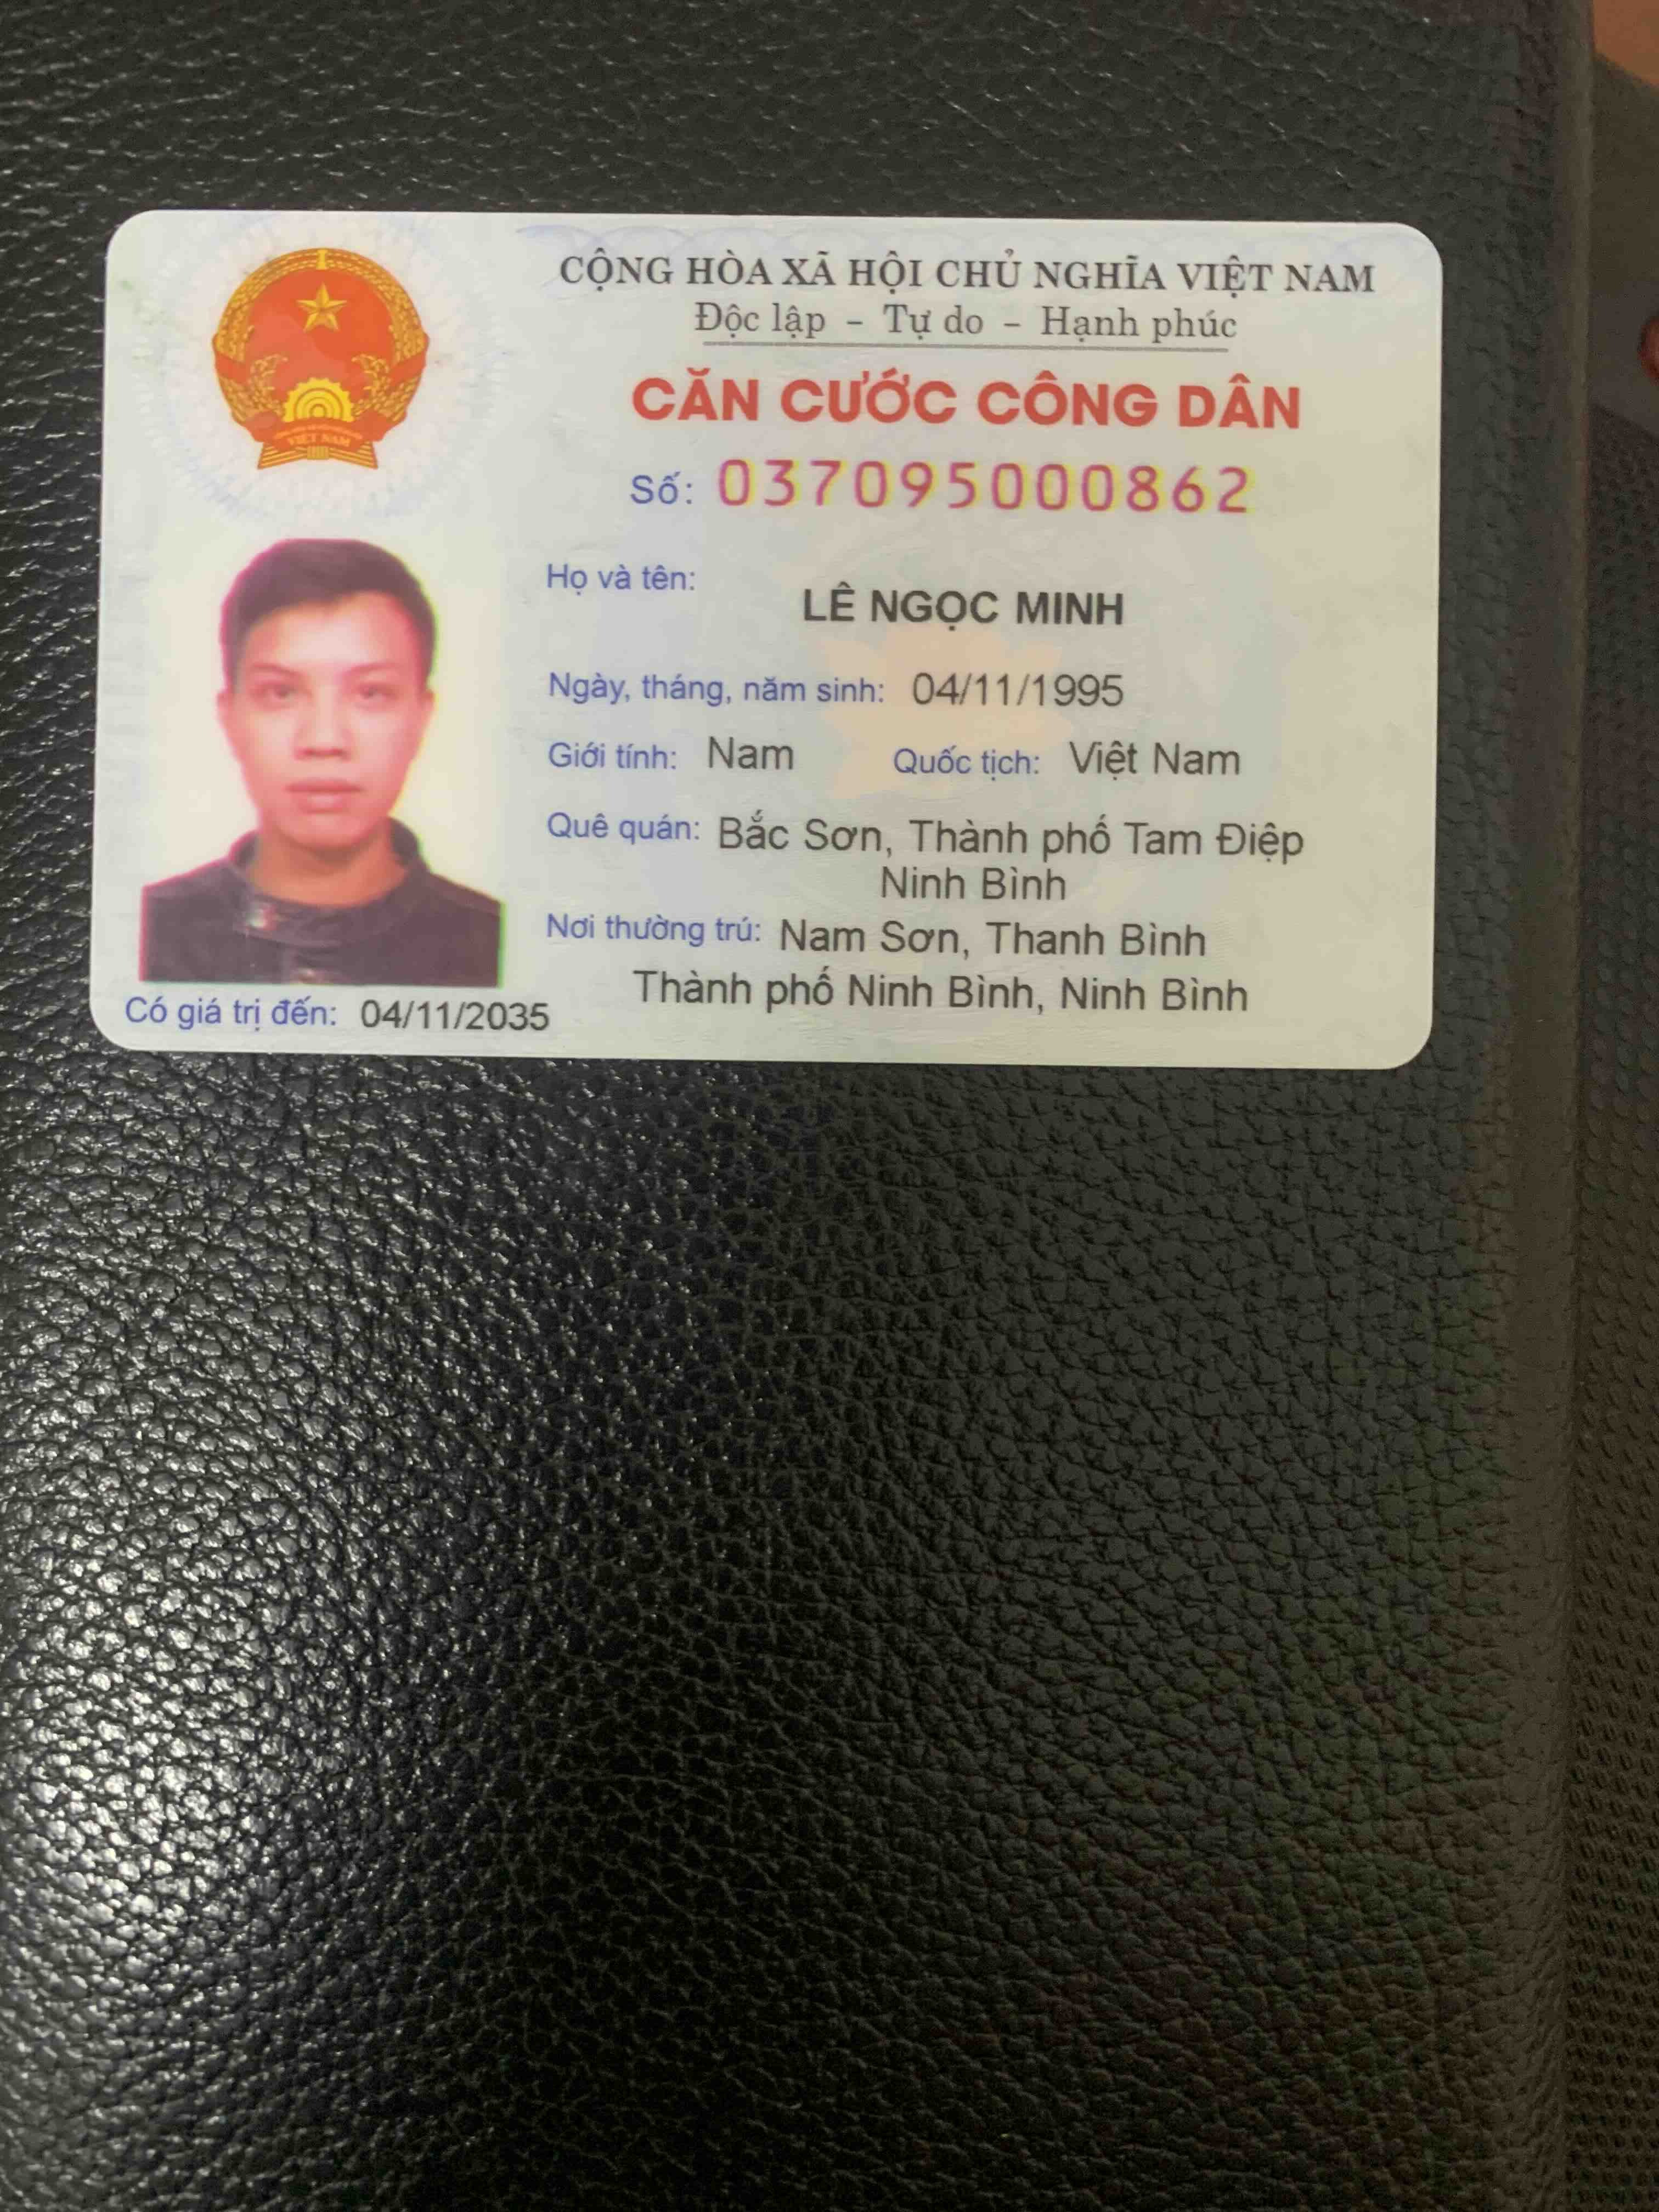 CỘNG HÒA XÃ HỘI CHỦ NGHĨA VIỆT NAM
Độc lập - Tự do - Hạnh phúc
CĂN CƯỚC CÔNG DÂN
Số: 037095000862
Họ và tên: LÊ NGỌC MINH
Ngày, tháng, năm sinh: 04/11/1995
Giới tính: Nam Quốc tịch: Việt Nam
Quê quán: Bắc Sơn, Thành phố Tam Điệp
Ninh Bình
Nơi thường trú: Nam Sơn, Thanh Bình
Thành phố Ninh Bình, Ninh Bình
Có giá trị đến: 04/11/2035
VIỆT NAM